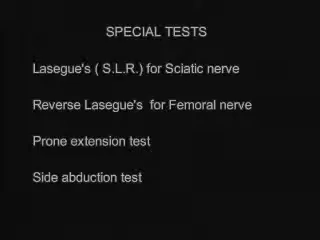 SPECIAL TESTS
Lasegue's ( S.L.R.) for Sciatic nerve
Reverse Lasegue's  for Femoral nerve
Prone extension test
Side abduction test